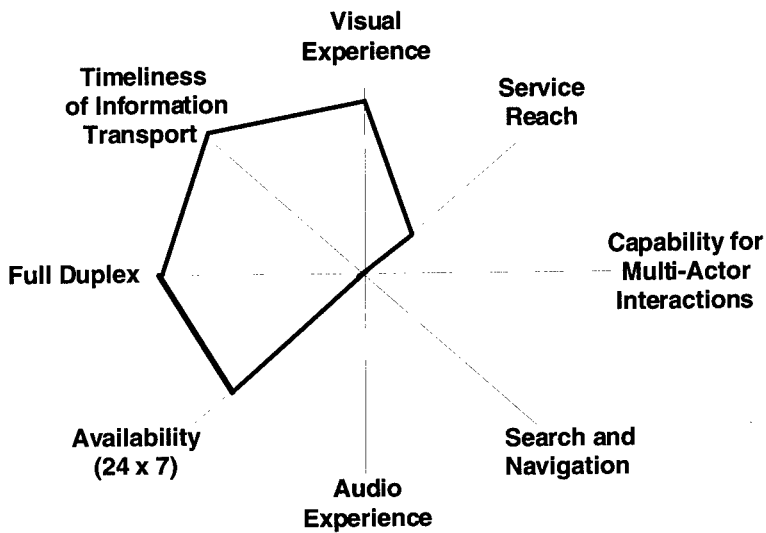 Visual
Experience
Timeliness
of Information
Transport
Service
Reach
Full Duplex
Capability for
Multi-Actor
Interactions
Availability
(24 x 7)
Search and
Navigation
Audio
Experience